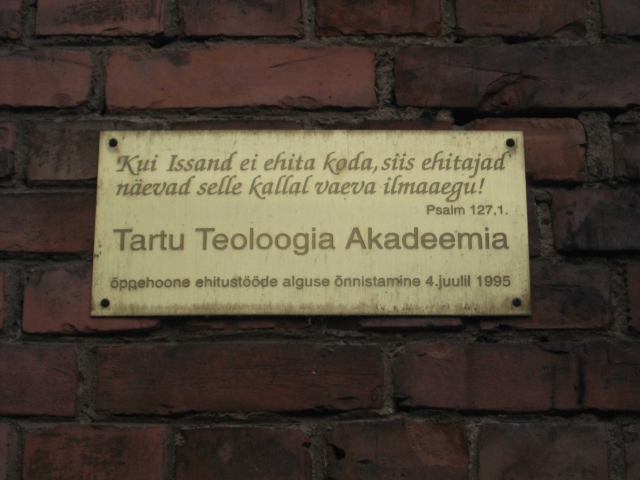 Kui Issand ei ehita koda, siis ehitajad
näevad selle kallal vaeva ilmaaegu!
Psalm 127,1.
Tartu Teoloogia Akadeemia
õppehoone ehitustööde alguse õnnistamine 4.juulil 1995